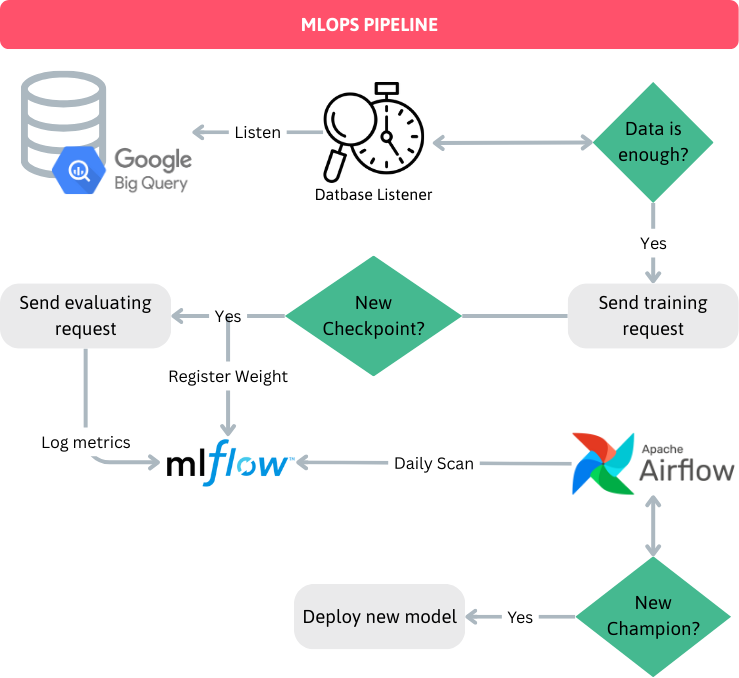 MLOPS PIPELINE
Google
Big Query
Listen
Datbase Listener
Data is
enough?
Yes
Send evaluating
request
Yes
New
Checkpoint?
Send training
request
Register Weight
Log metrics
mlflow™
Daily Scan
Apache
Airflow
Deploy new model
Yes
New
Champion?